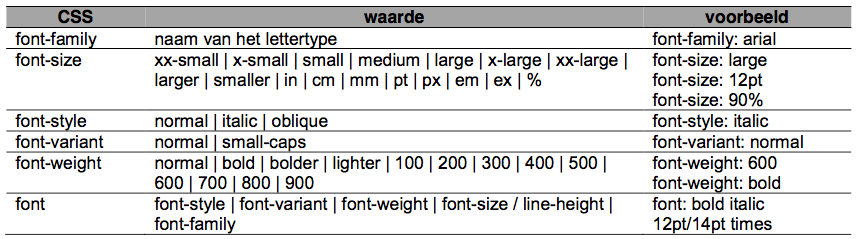 CSS waarde voorbeeld
font-family naam van het lettertype font-family: arial
font-size xx-small | x-small | small | medium | large | x-large | xx-large | font-size: large
larger | smaller | in | cm | mm | pt | px | em | ex | % font-size: 12pt
font-size: 90%
font-style normal | italic | oblique font-style: italic
font-variant normal | small-caps font-variant: normal
font-weight normal | bold | bolder | lighter | 100 | 200 | 300 | 400 | 500 | font-weight: 600
600 | 700 | 800 | 900 font-weight: bold
font font-style | font-variant | font-weight | font-size / line-height | font: bold italic
font-family 12pt/14pt times